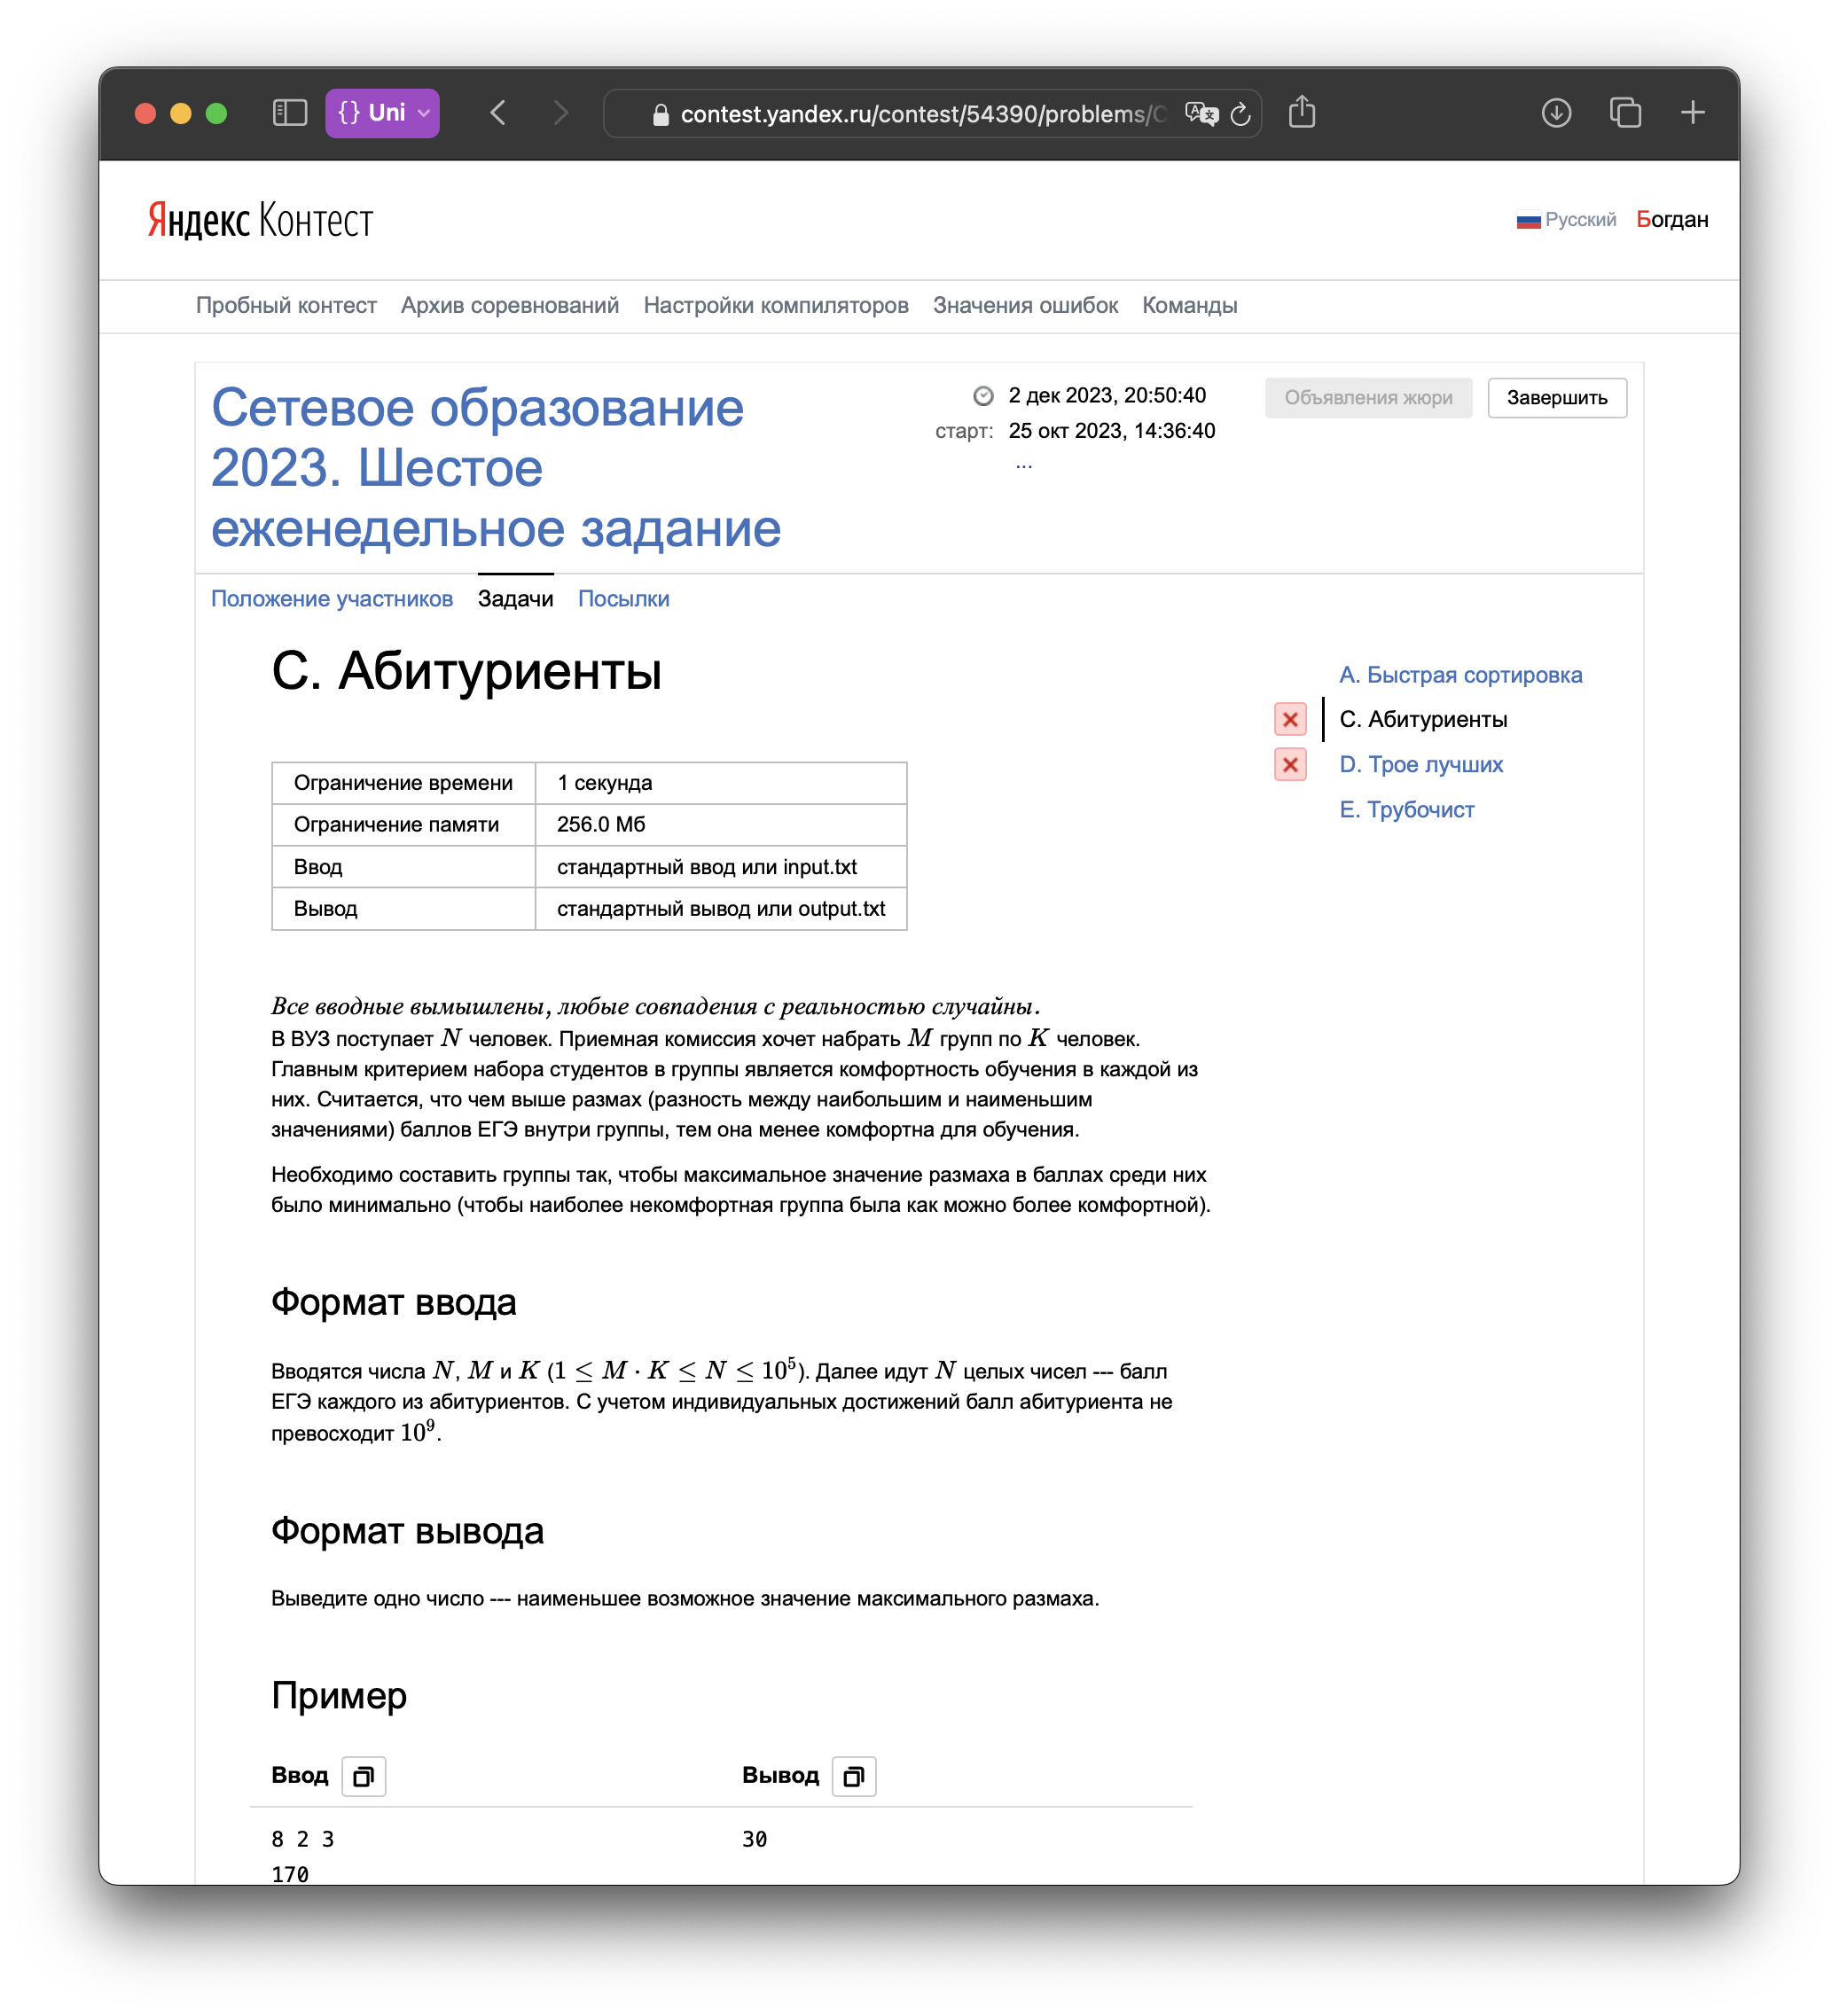 {} Uni
contest.yandex.ru/contest/54390/problems/C
Яндекс Контест
Русский Богдан
Пробный контест Архив соревнований Настройки компиляторов Значения ошибок Команды
Сетевое образование
2023. Шестое
еженедельное задание
2 дек 2023, 20:50:40
старт: 25 окт 2023, 14:36:40
...
Объявления жюри Завершить
Положение участников Задачи Посылки
C. Абитуриенты
A. Быстрая сортировка
C. Абитуриенты
D. Трое лучших
E. Трубочист
Ограничение времени 1 секунда
Ограничение памяти 256.0 Мб
Ввод стандартный ввод или input.txt
Вывод стандартный вывод или output.txt
Все вводные вымышлены, любые совпадения с реальностью случайны.
В ВУЗ поступает N человек. Приемная комиссия хочет набрать M групп по K человек.
Главным критерием набора студентов в группы является комфортность обучения в каждой из
них. Считается, что чем выше размах (разность между наибольшим и наименьшим
значениями) баллов ЕГЭ внутри группы, тем она менее комфортна для обучения.
Необходимо составить группы так, чтобы максимальное значение размаха в баллах среди них
было минимально (чтобы наиболее некомфортная группа была как можно более комфортной).
Формат ввода
Вводятся числа N, M и K (1 ≤ M · K ≤ N ≤ 10⁵). Далее идут N целых чисел --- балл
ЕГЭ каждого из абитуриентов. С учетом индивидуальных достижений балл абитуриента не
превосходит 10⁹.
Формат вывода
Выведите одно число --- наименьшее возможное значение максимального размаха.
Пример
Ввод Вывод
8 2 3 30
170